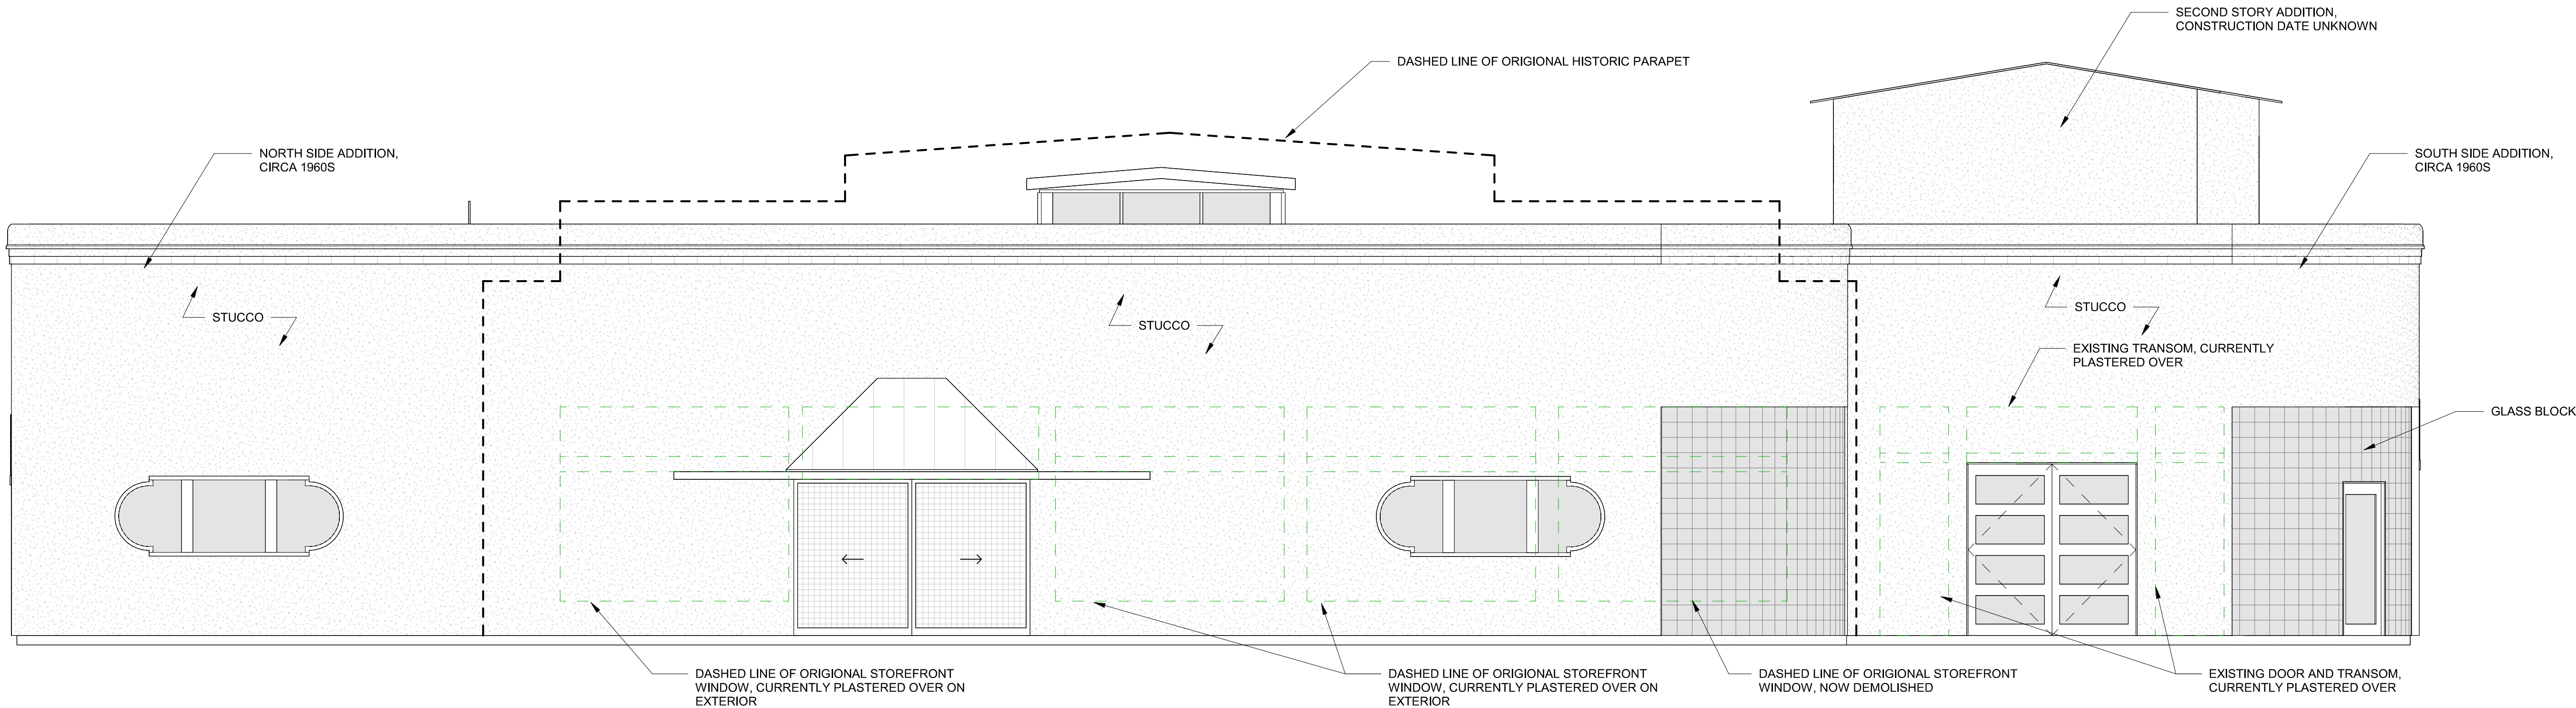 SECOND STORY ADDITION,
CONSTRUCTION DATE UNKNOWN
DASHED LINE OF ORIGIONAL HISTORIC PARAPET
NORTH SIDE ADDITION,
CIRCA 1960S
SOUTH SIDE ADDITION,
CIRCA 1960S
STUCCO
STUCCO
STUCCO
EXISTING TRANSOM, CURRENTLY
PLASTERED OVER
GLASS BLOCK
DASHED LINE OF ORIGIONAL STOREFRONT
WINDOW, CURRENTLY PLASTERED OVER ON
EXTERIOR
DASHED LINE OF ORIGIONAL STOREFRONT
WINDOW, CURRENTLY PLASTERED OVER ON
EXTERIOR
DASHED LINE OF ORIGIONAL STOREFRONT
WINDOW, NOW DEMOLISHED
EXISTING DOOR AND TRANSOM,
CURRENTLY PLASTERED OVER